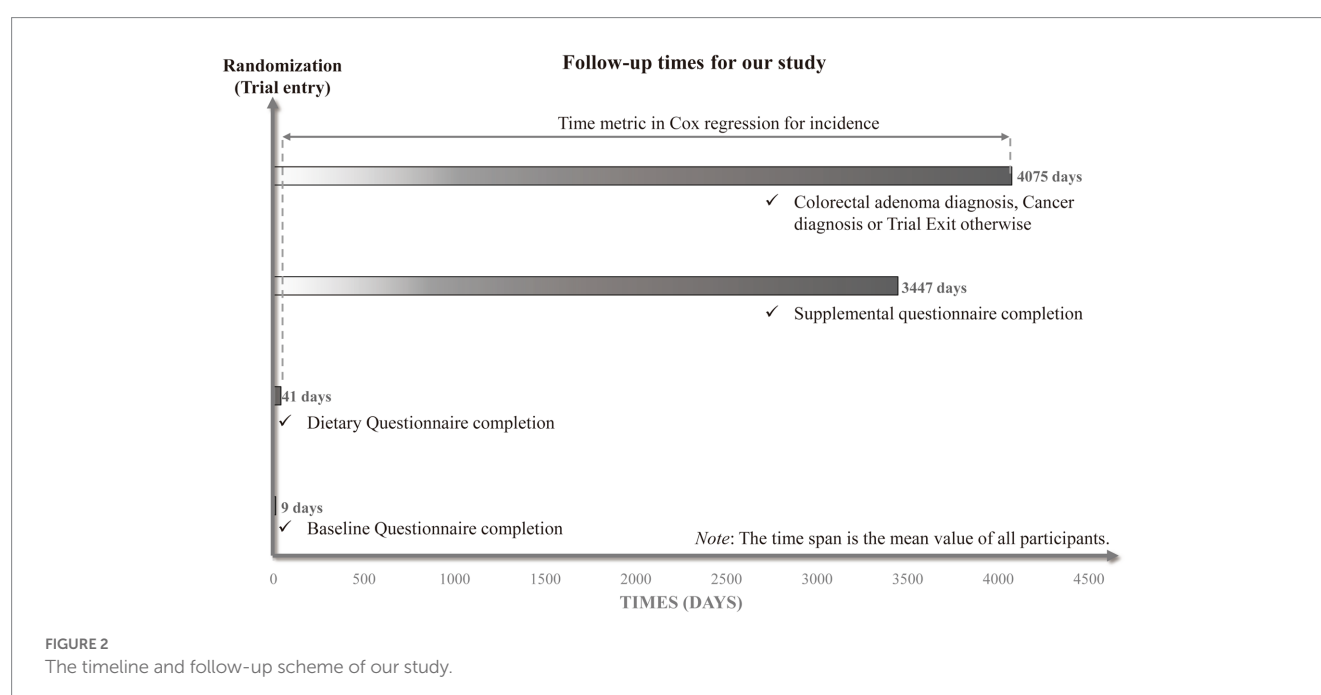 Randomization
(Trial entry)
Follow-up times for our study
Time metric in Cox regression for incidence
4075 days
✓ Colorectal adenoma diagnosis, Cancer
diagnosis or Trial Exit otherwise
3447 days
✓ Supplemental questionnaire completion
41 days
✓ Dietary Questionnaire completion
9 days
✓ Baseline Questionnaire completion
Note: The time span is the mean value of all participants.
0 500 1000 1500 2000 2500 3000 3500 4000 4500
TIMES (DAYS)
FIGURE 2
The timeline and follow-up scheme of our study.